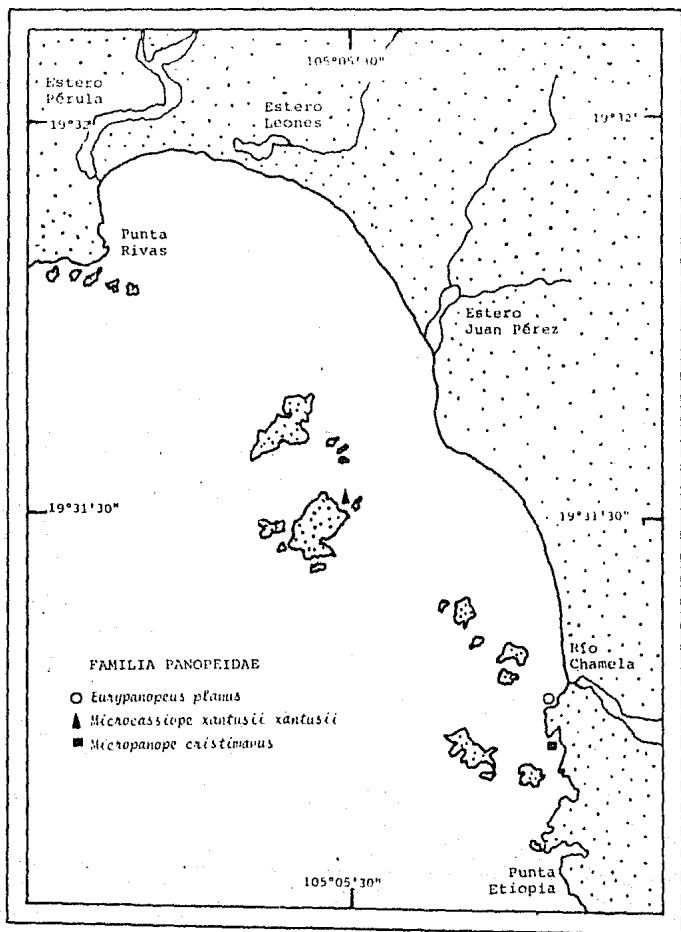 105°05'30"
Estero
Pérula
19°32'
Estero
Leones
19°32'
Punta
Rivas
Estero
Juan Pérez
19°31'30"
19°31'30"
Río
Chamela
FAMILIA PANOPEIDAE
Eurypanopeus planus
Microcassiope xantusii xantusii
Micropanope cristimanus
105°05'30"
Punta
Etiopia